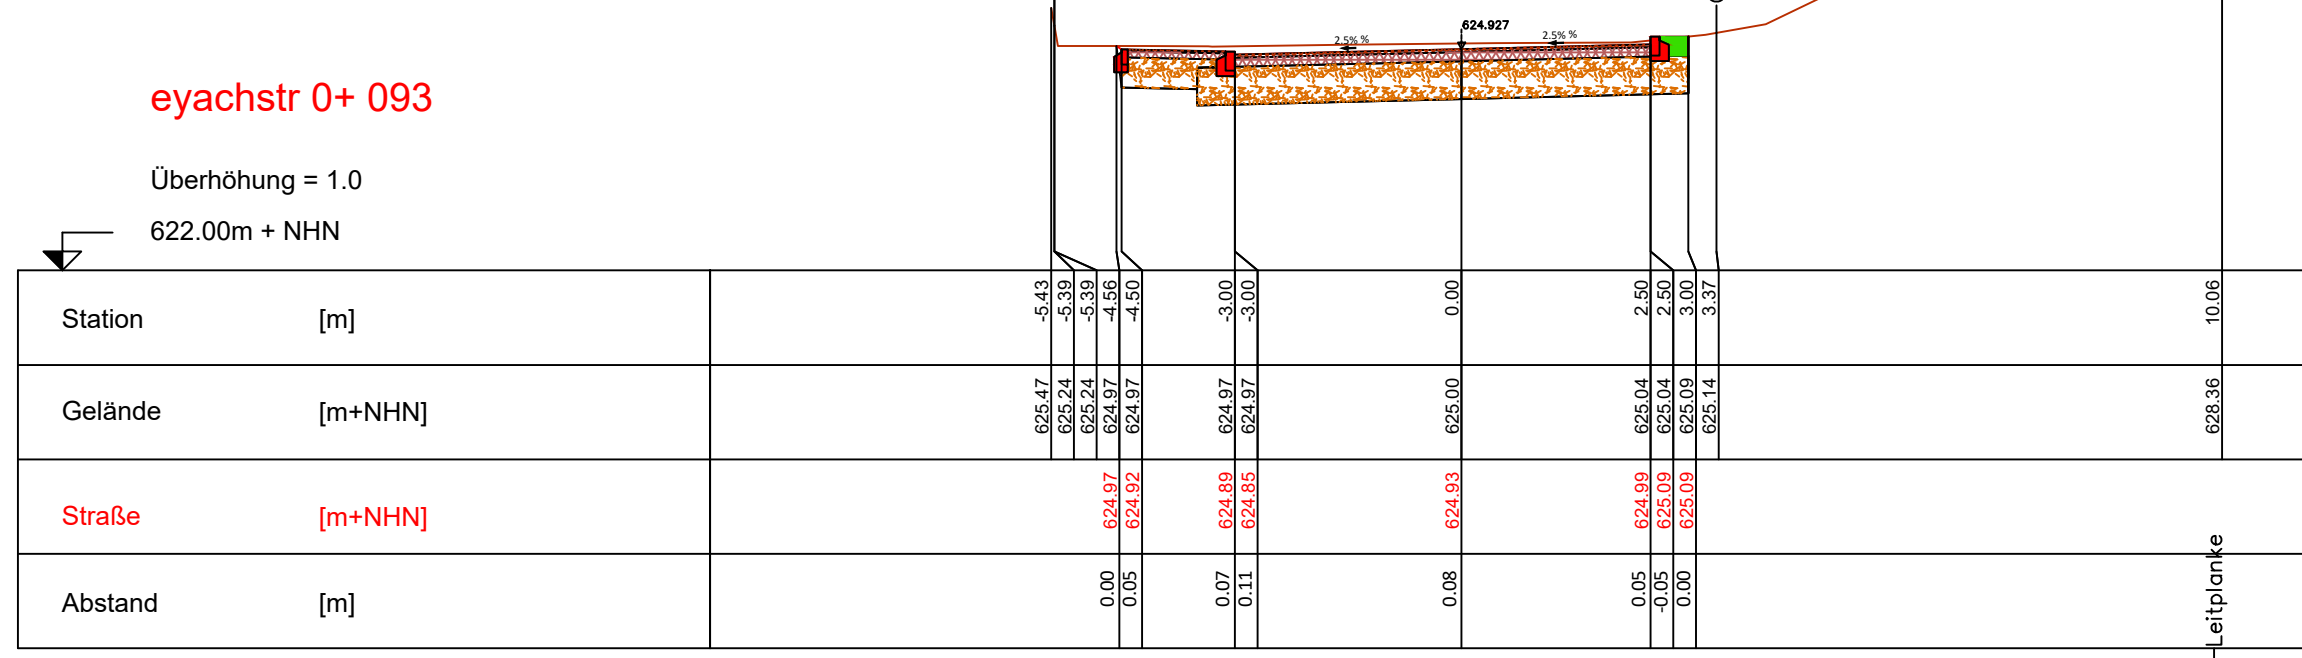 624.927
2.5% %
2.5% %
eyachstr 0+ 093
Überhöhung = 1.0
622.00m + NHN
Station [m] -5.43 -5.39 -5.39 -4.56 -4.50 -3.00 -3.00 0.00 2.50 2.50 3.00 3.37 10.06
Gelände [m+NHN] 625.47 625.24 625.24 624.97 624.97 624.97 624.97 625.00 625.04 625.04 625.09 625.14 628.36
Straße [m+NHN] 624.97 624.92 624.89 624.85 624.93 624.99 625.09 625.09
Abstand [m] 0.00 0.05 0.07 0.11 0.08 0.05 -0.05 0.00
Leitplanke